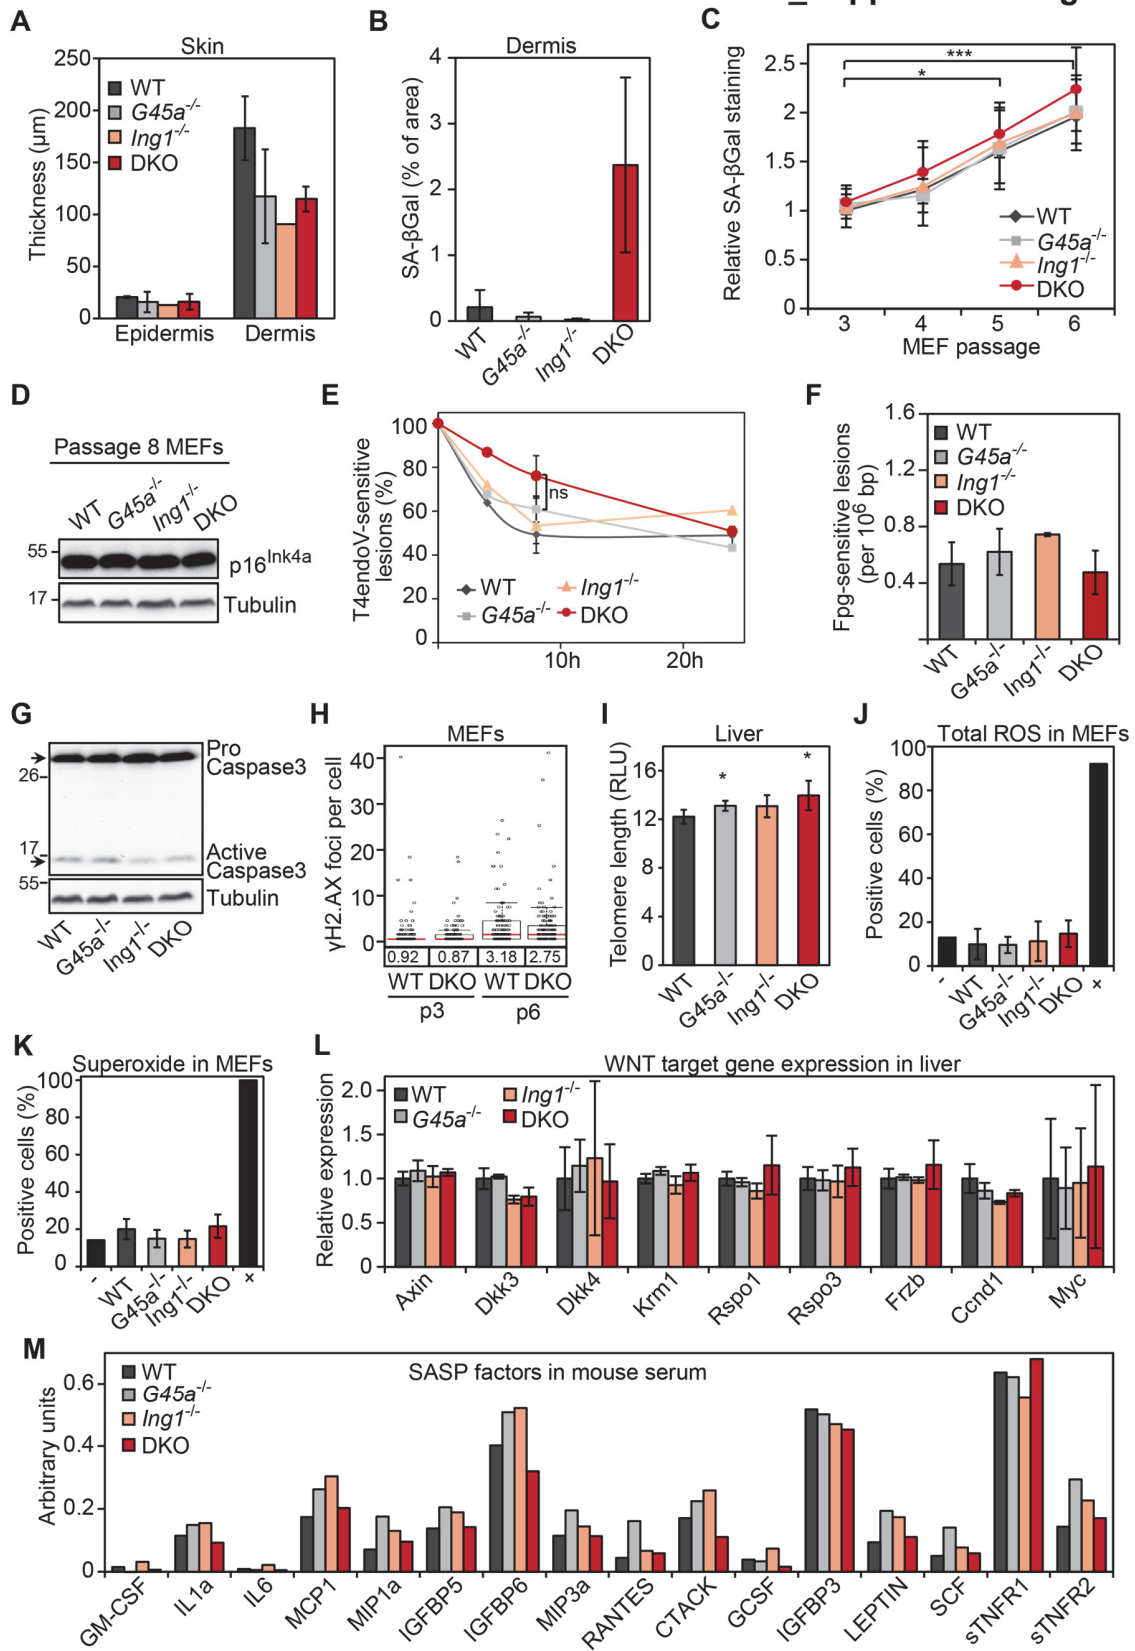 A
Skin
Thickness (µm)
250
200
150
100
50
0
WT
G45a-/-
Ing1-/-
DKO
Epidermis
Dermis
B
Dermis
SA-βGal (% of area)
4
3
2
1
0
WT
G45a-/-
Ing1-/-
DKO
C
Relative SA-βGal staining
2.5
2
1.5
1
0
***
*
WT
G45a-/-
Ing1-/-
DKO
3 4 5 6
MEF passage
D
Passage 8 MEFs
WT
G45a-/-
Ing1-/-
DKO
55
p16Ink4a
17
Tubulin
E
T4endoV-sensitive
lesions (%)
100
80
60
40
20
0
ns
WT
Ing1-/-
G45a-/-
DKO
10h 20h
F
Fpg-sensitive lesions
(per 10^6 bp)
1.6
1.2
0.8
0.4
WT
G45a-/-
Ing1-/-
DKO
WT
G45a-/-
Ing1-/-
DKO
G
Pro
Caspase3
26
17
Active
Caspase3
55
Tubulin
WT
G45a-/-
Ing1-/-
DKO
H
MEFs
γH2.AX foci per cell
40
30
20
10
0
0.92 0.87 3.18 2.75
WT DKO WT DKO
p3 p6
I
Liver
Telomere length (RLU)
16
12
8
4
0
*
*
WT
G45a-/-
Ing1-/-
DKO
J
Total ROS in MEFs
Positive cells (%)
100
80
60
40
20
0
-
WT
G45a-/-
Ing1-/-
DKO
+
K
Superoxide in MEFs
Positive cells (%)
100
80
60
40
20
0
-
WT
G45a-/-
Ing1-/-
DKO
+
L
WNT target gene expression in liver
Relative expression
2.0
1.5
1.0
0.5
0
WT
Ing1-/-
G45a-/-
DKO
Axin
Dkk3
Dkk4
Krm1
Rspo1
Rspo3
Frzb
Ccnd1
Myc
M
SASP factors in mouse serum
Arbitrary units
0.6
0.4
0.2
0
WT
G45a-/-
Ing1-/-
DKO
GM-CSF
IL1a
IL6
MCP1
MIP1a
IGFBP5
IGFBP6
MIP3a
RANTES
CTACK
GCSF
IGFBP3
LEPTIN
SCF
sTNFR1
sTNFR2